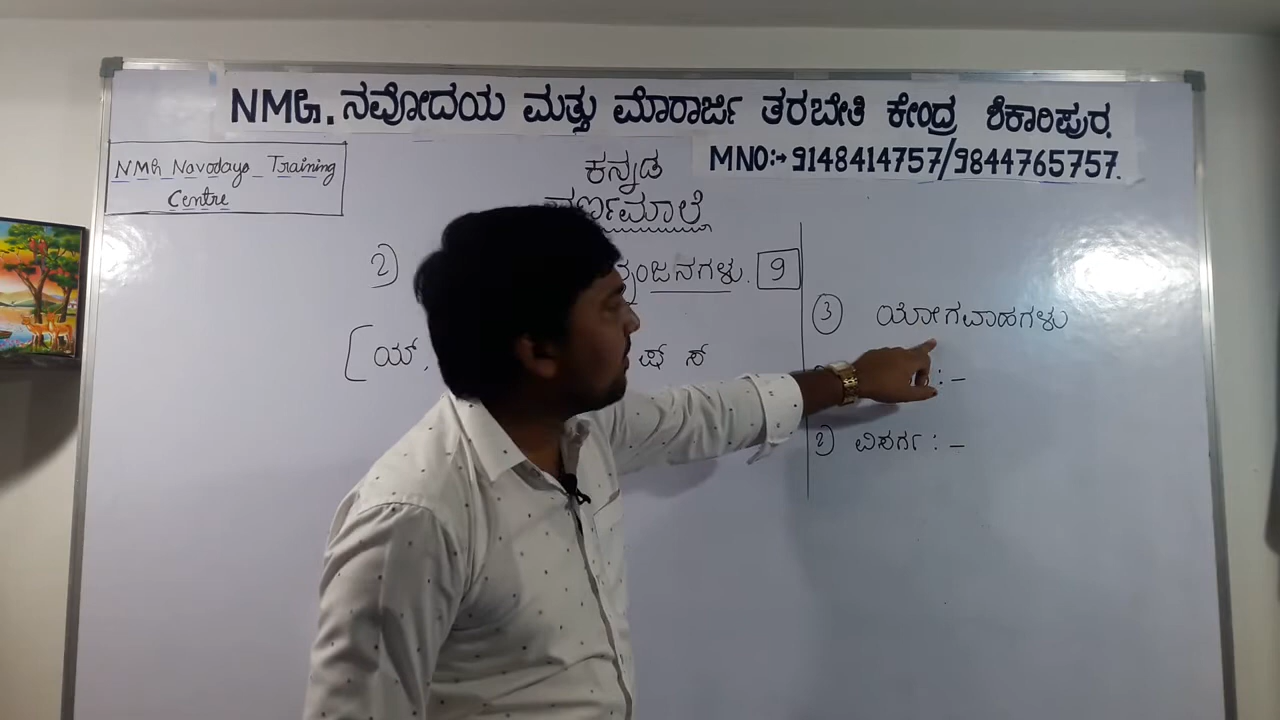 NMG. ನವೋದಯ ಮತ್ತು ಮೊರಾರ್ಜಿ ತರಬೇತಿ ಕೇಂದ್ರ ಶಿಕಾರಿಪುರ.
MNO:- 9148414757/9844765757.
NMG Navodaya Training
Centre
ಕನ್ನಡ
ವರ್ಣಮಾಲೆ
2)
ವ್ಯಂಜನಗಳು. 9
[ ಯ್,
ಷ್ ಸ್
3 ಯೋಗವಾಹಗಳು
:-
2) ವಿಸರ್ಗ :-